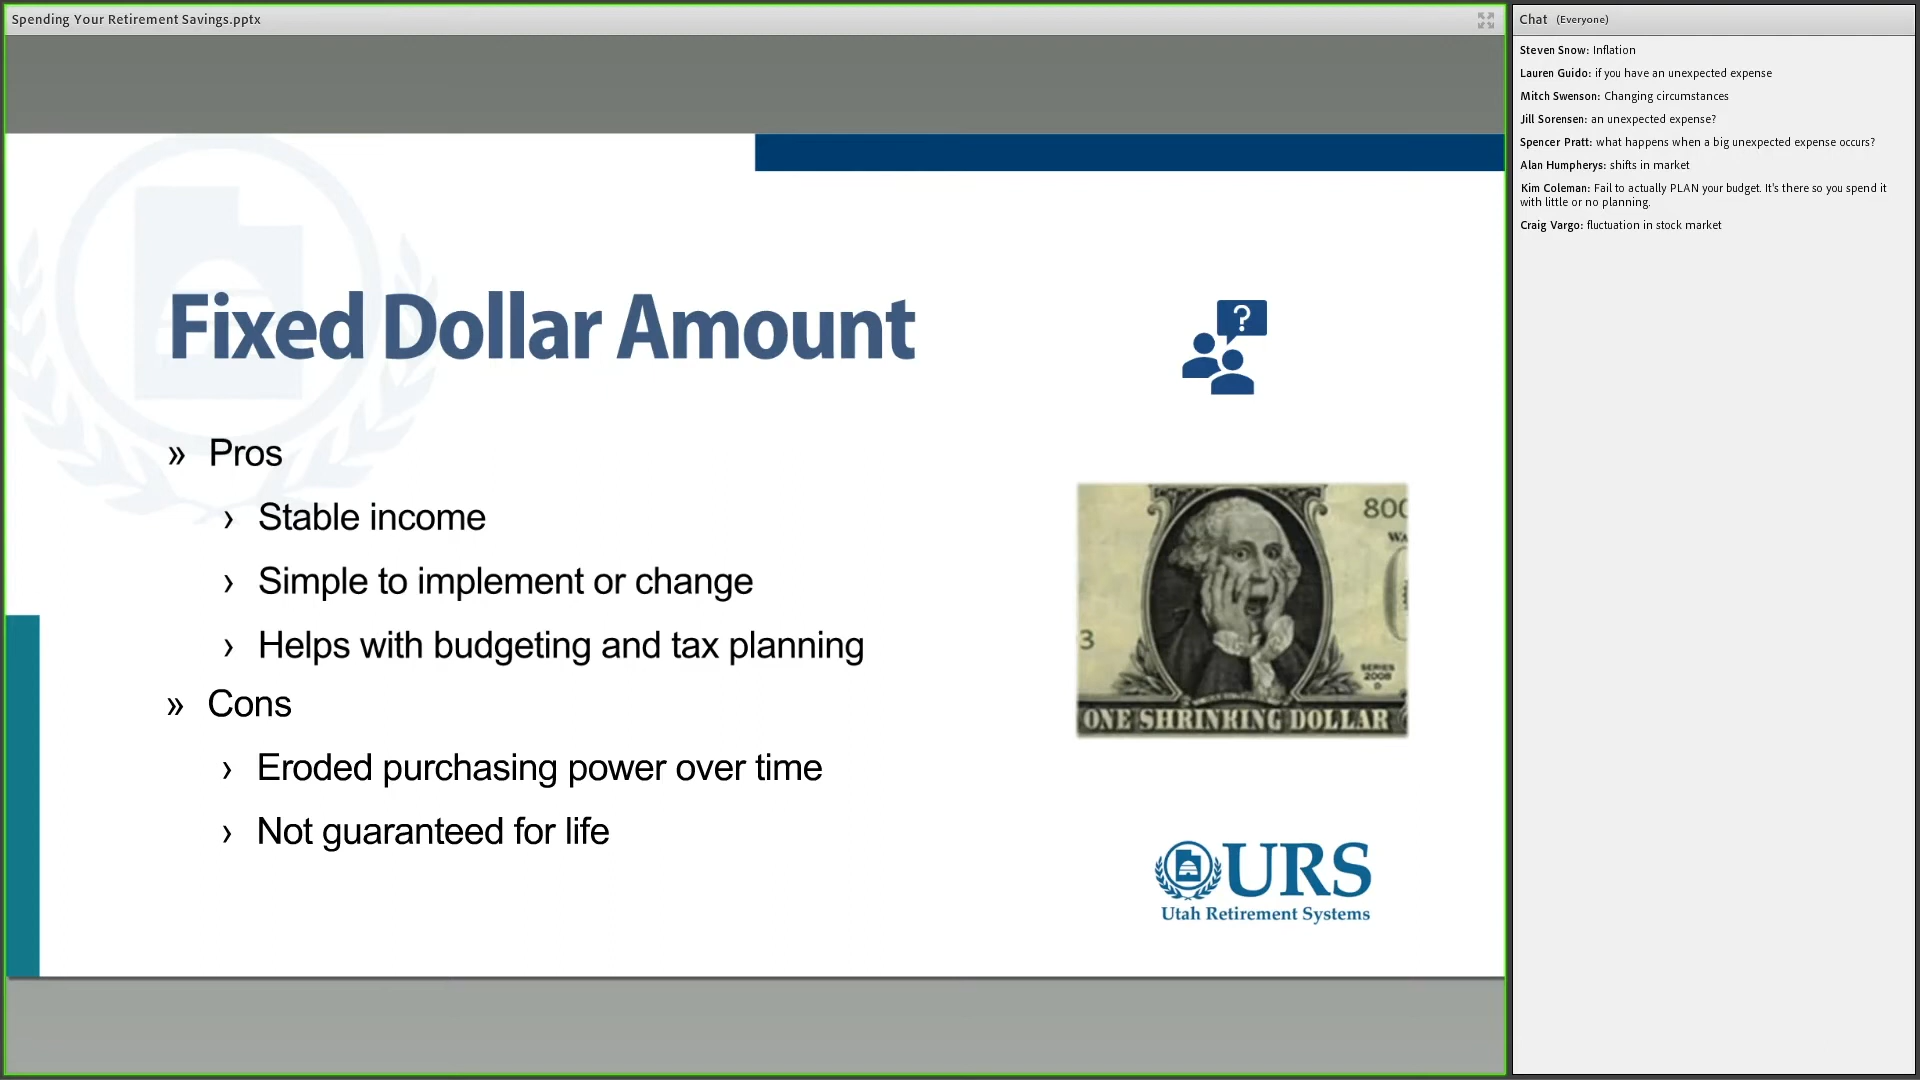 Spending Your Retirement Savings.pptx
Fixed Dollar Amount
?
» Pros
› Stable income
› Simple to implement or change
› Helps with budgeting and tax planning
» Cons
› Eroded purchasing power over time
› Not guaranteed for life
800
WA
3
SERIES
2008
D
ONE SHRINKING DOLLAR
URS
Utah Retirement Systems
Chat (Everyone)
Steven Snow: Inflation
Lauren Guido: if you have an unexpected expense
Mitch Swenson: Changing circumstances
Jill Sorensen: an unexpected expense?
Spencer Pratt: what happens when a big unexpected expense occurs?
Alan Humpherys: shifts in market
Kim Coleman: Fail to actually PLAN your budget. It's there so you spend it
with little or no planning.
Craig Vargo: fluctuation in stock market